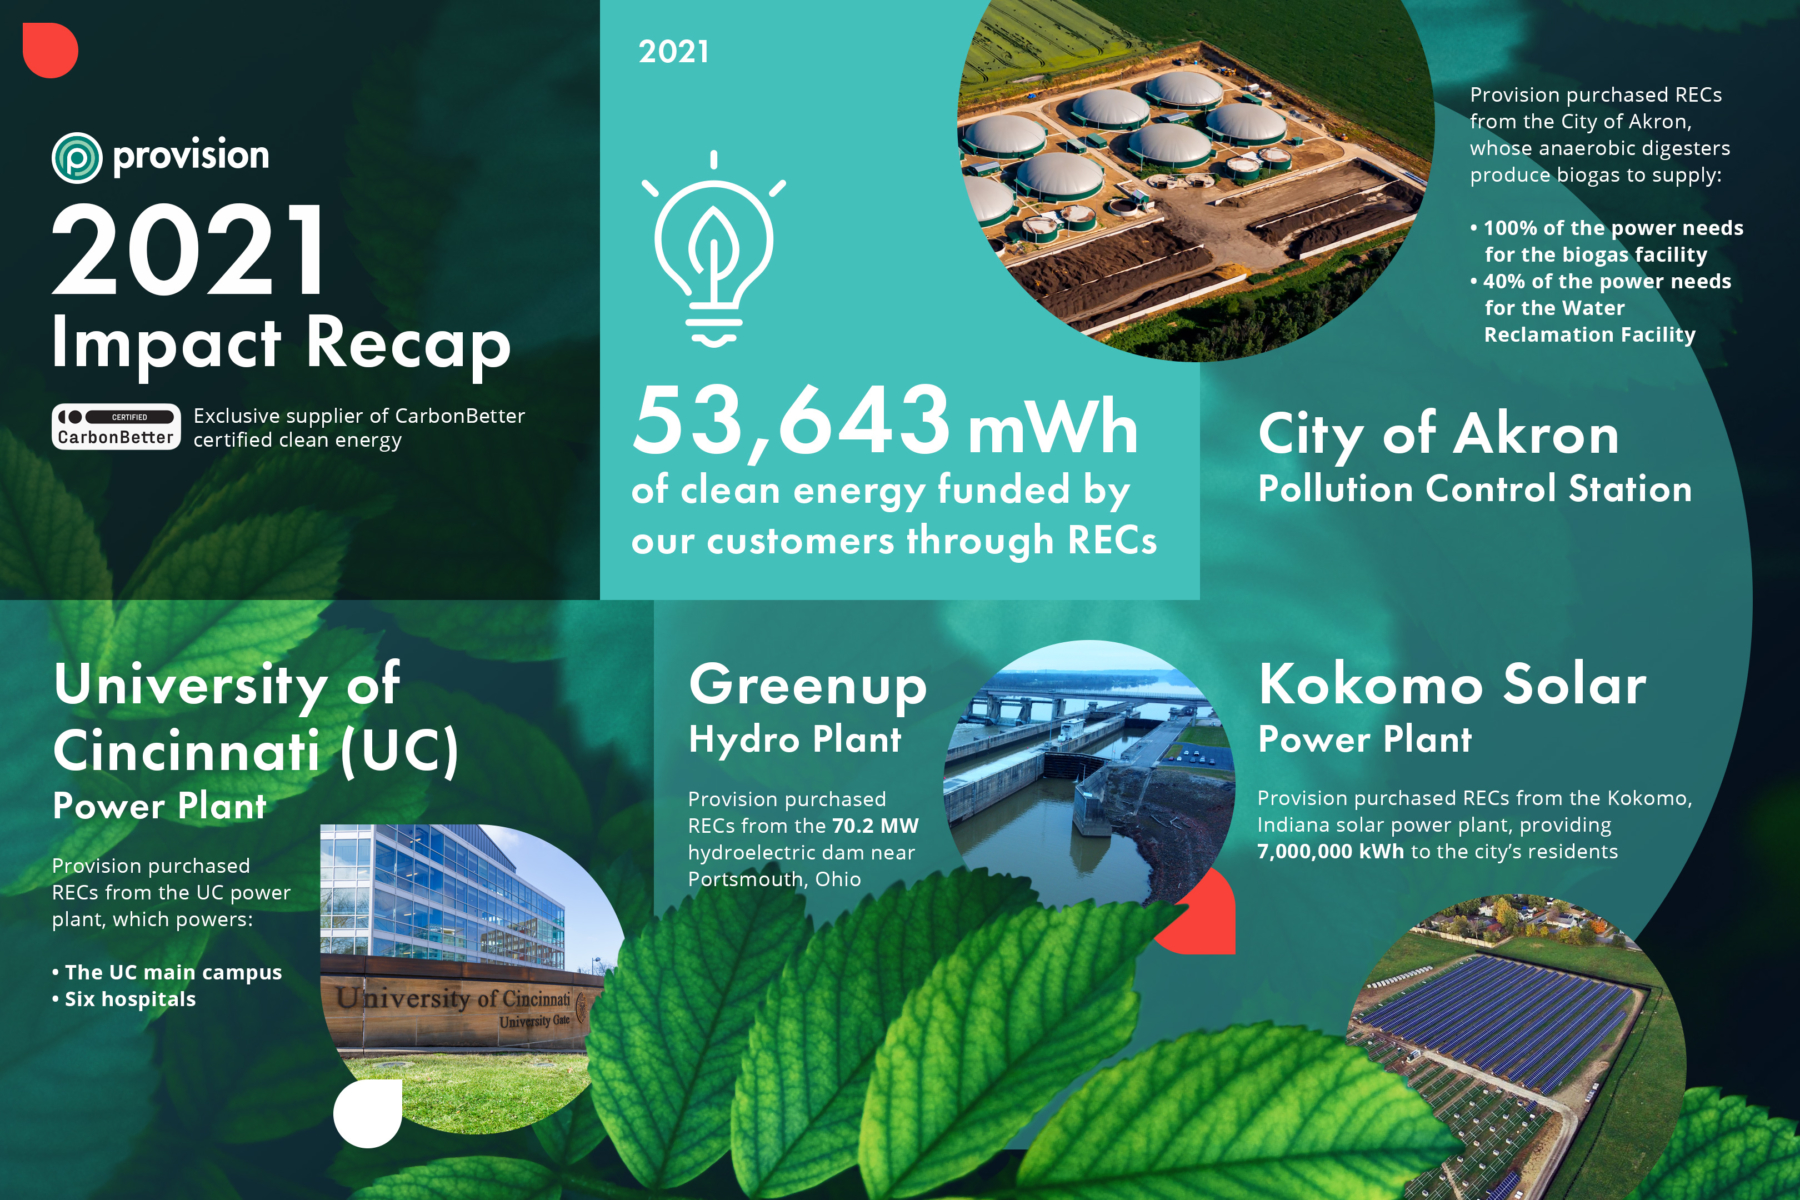 provision
2021
Impact Recap
CERTIFIED
CarbonBetter
Exclusive supplier of CarbonBetter
certified clean energy
2021
53,643 mWh
of clean energy funded by
our customers through RECs
Provision purchased RECs
from the City of Akron,
whose anaerobic digesters
produce biogas to supply:
• 100% of the power needs
for the biogas facility
• 40% of the power needs
for the Water
Reclamation Facility
City of Akron
Pollution Control Station
University of
Cincinnati (UC)
Power Plant
Provision purchased
RECs from the UC power
plant, which powers:
• The UC main campus
• Six hospitals
University of Cincinnati
University Gate
Greenup
Hydro Plant
Provision purchased
RECs from the 70.2 MW
hydroelectric dam near
Portsmouth, Ohio
Kokomo Solar
Power Plant
Provision purchased RECs from the Kokomo,
Indiana solar power plant, providing
7,000,000 kWh to the city's residents